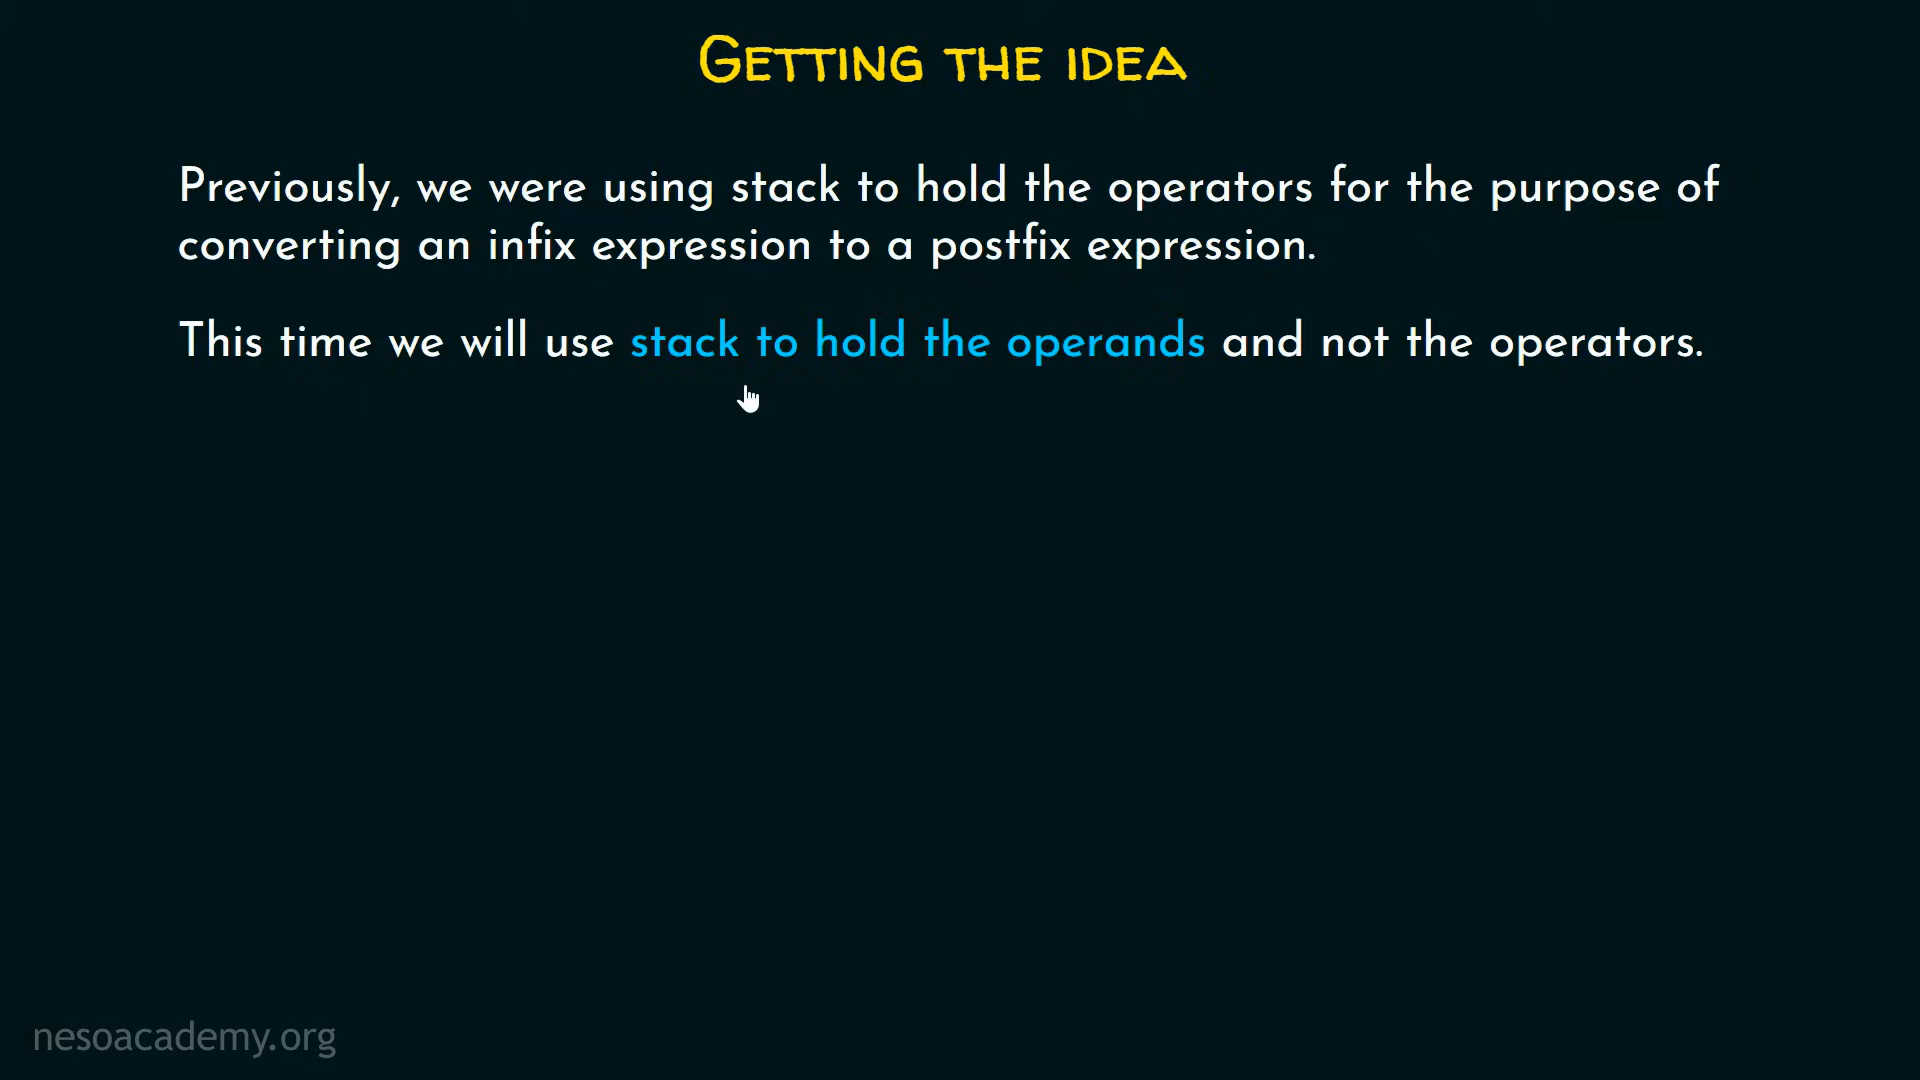 GETTING THE IDEA
Previously, we were using stack to hold the operators for the purpose of
converting an infix expression to a postfix expression.
This time we will use stack to hold the operands and not the operators.
nesoacademy.org